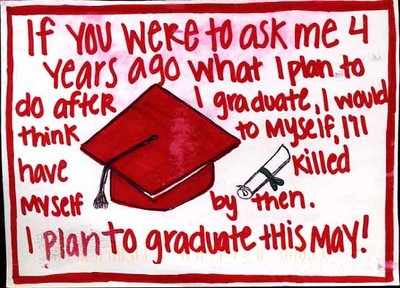 If you were to ask me 4
years ago what I plan to
do after I graduate, I would
think to myself, I'll
have killed
myself by then.
I plan to graduate this May!